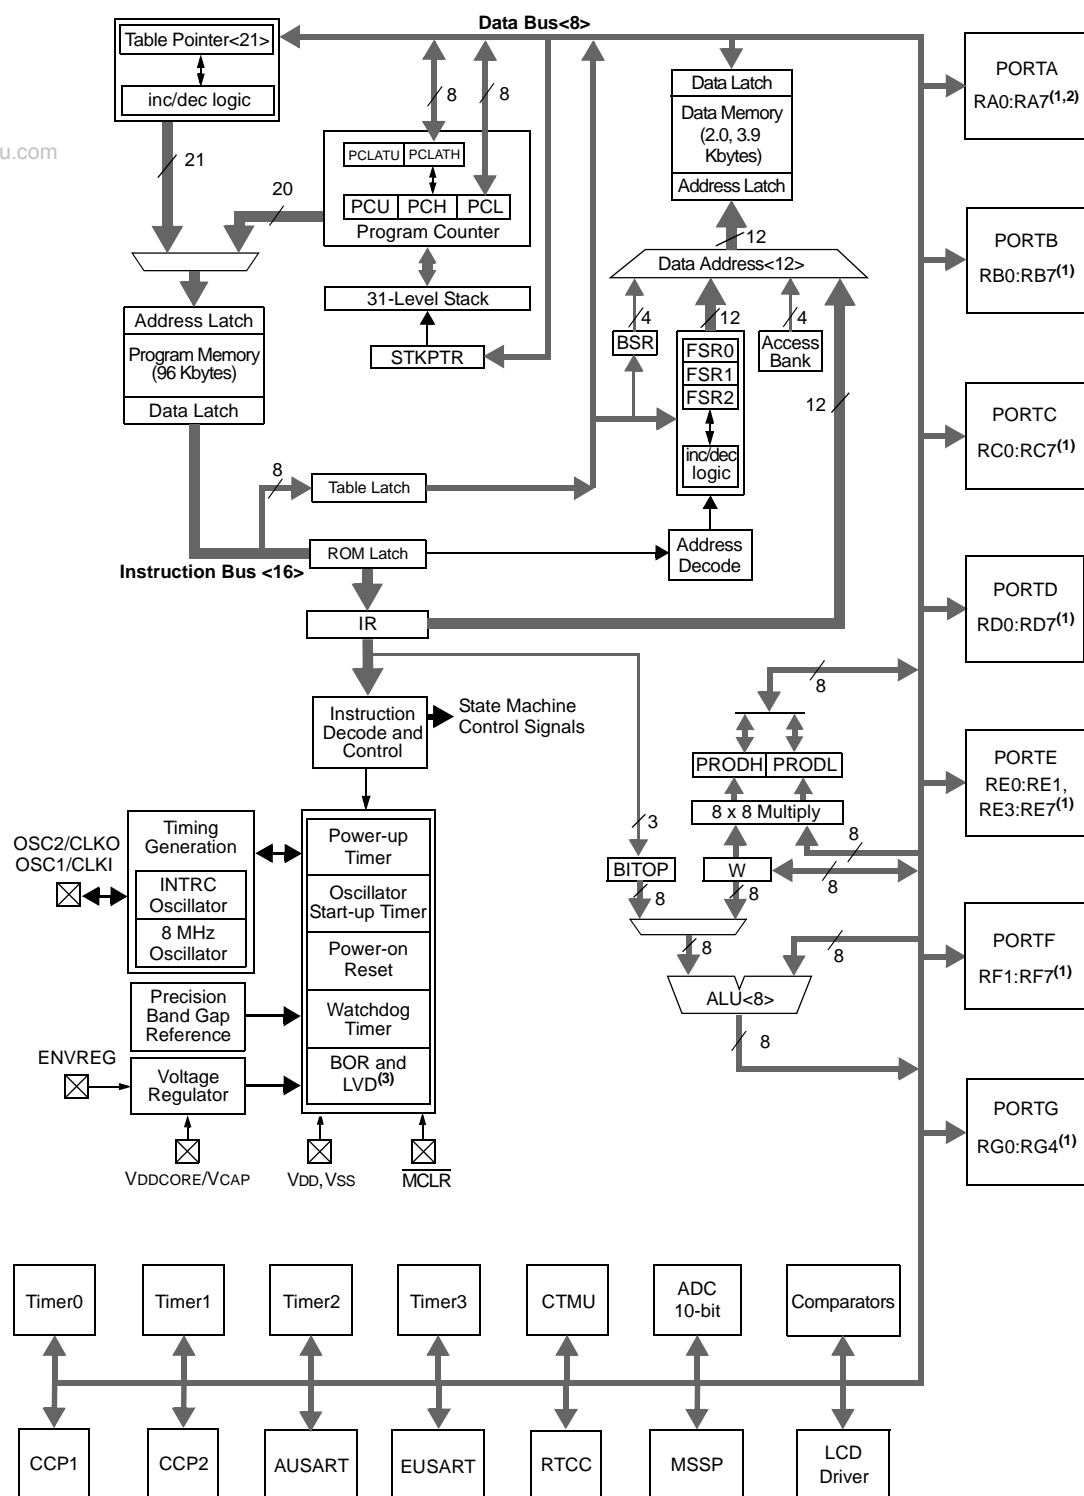 Data Bus<8>
Table Pointer<21>
inc/dec logic
21
u.com
20
8
8
PCLATU
PCLATH
PCU
PCH
PCL
Program Counter
31-Level Stack
STKPTR
Data Latch
Data Memory
(2.0, 3.9
Kbytes)
Address Latch
12
Data Address<12>
4
12
4
BSR
FSR0
FSR1
FSR2
inc/dec
logic
Access
Bank
12
Address Latch
Program Memory
(96 Kbytes)
Data Latch
8
Table Latch
ROM Latch
Instruction Bus <16>
Address
Decode
IR
Instruction
Decode and
Control
State Machine
Control Signals
8
PRODH
PRODL
8 x 8 Multiply
3
8
BITOP
W
8
8
8
8
8
ALU<8>
8
OSC2/CLKO
OSC1/CLKI
Timing
Generation
INTRC
Oscillator
8 MHz
Oscillator
Power-up
Timer
Oscillator
Start-up Timer
Power-on
Reset
Watchdog
Timer
BOR and
LVD(3)
Precision
Band Gap
Reference
ENVREG
Voltage
Regulator
VDDCORE/VCAP
VDD, VSS
MCLR
PORTA
RA0:RA7(1,2)
PORTB
RB0:RB7(1)
PORTC
RC0:RC7(1)
PORTD
RD0:RD7(1)
PORTE
RE0:RE1,
RE3:RE7(1)
PORTF
RF1:RF7(1)
PORTG
RG0:RG4(1)
Timer0
Timer1
Timer2
Timer3
CTMU
ADC
10-bit
Comparators
CCP1
CCP2
AUSART
EUSART
RTCC
MSSP
LCD
Driver